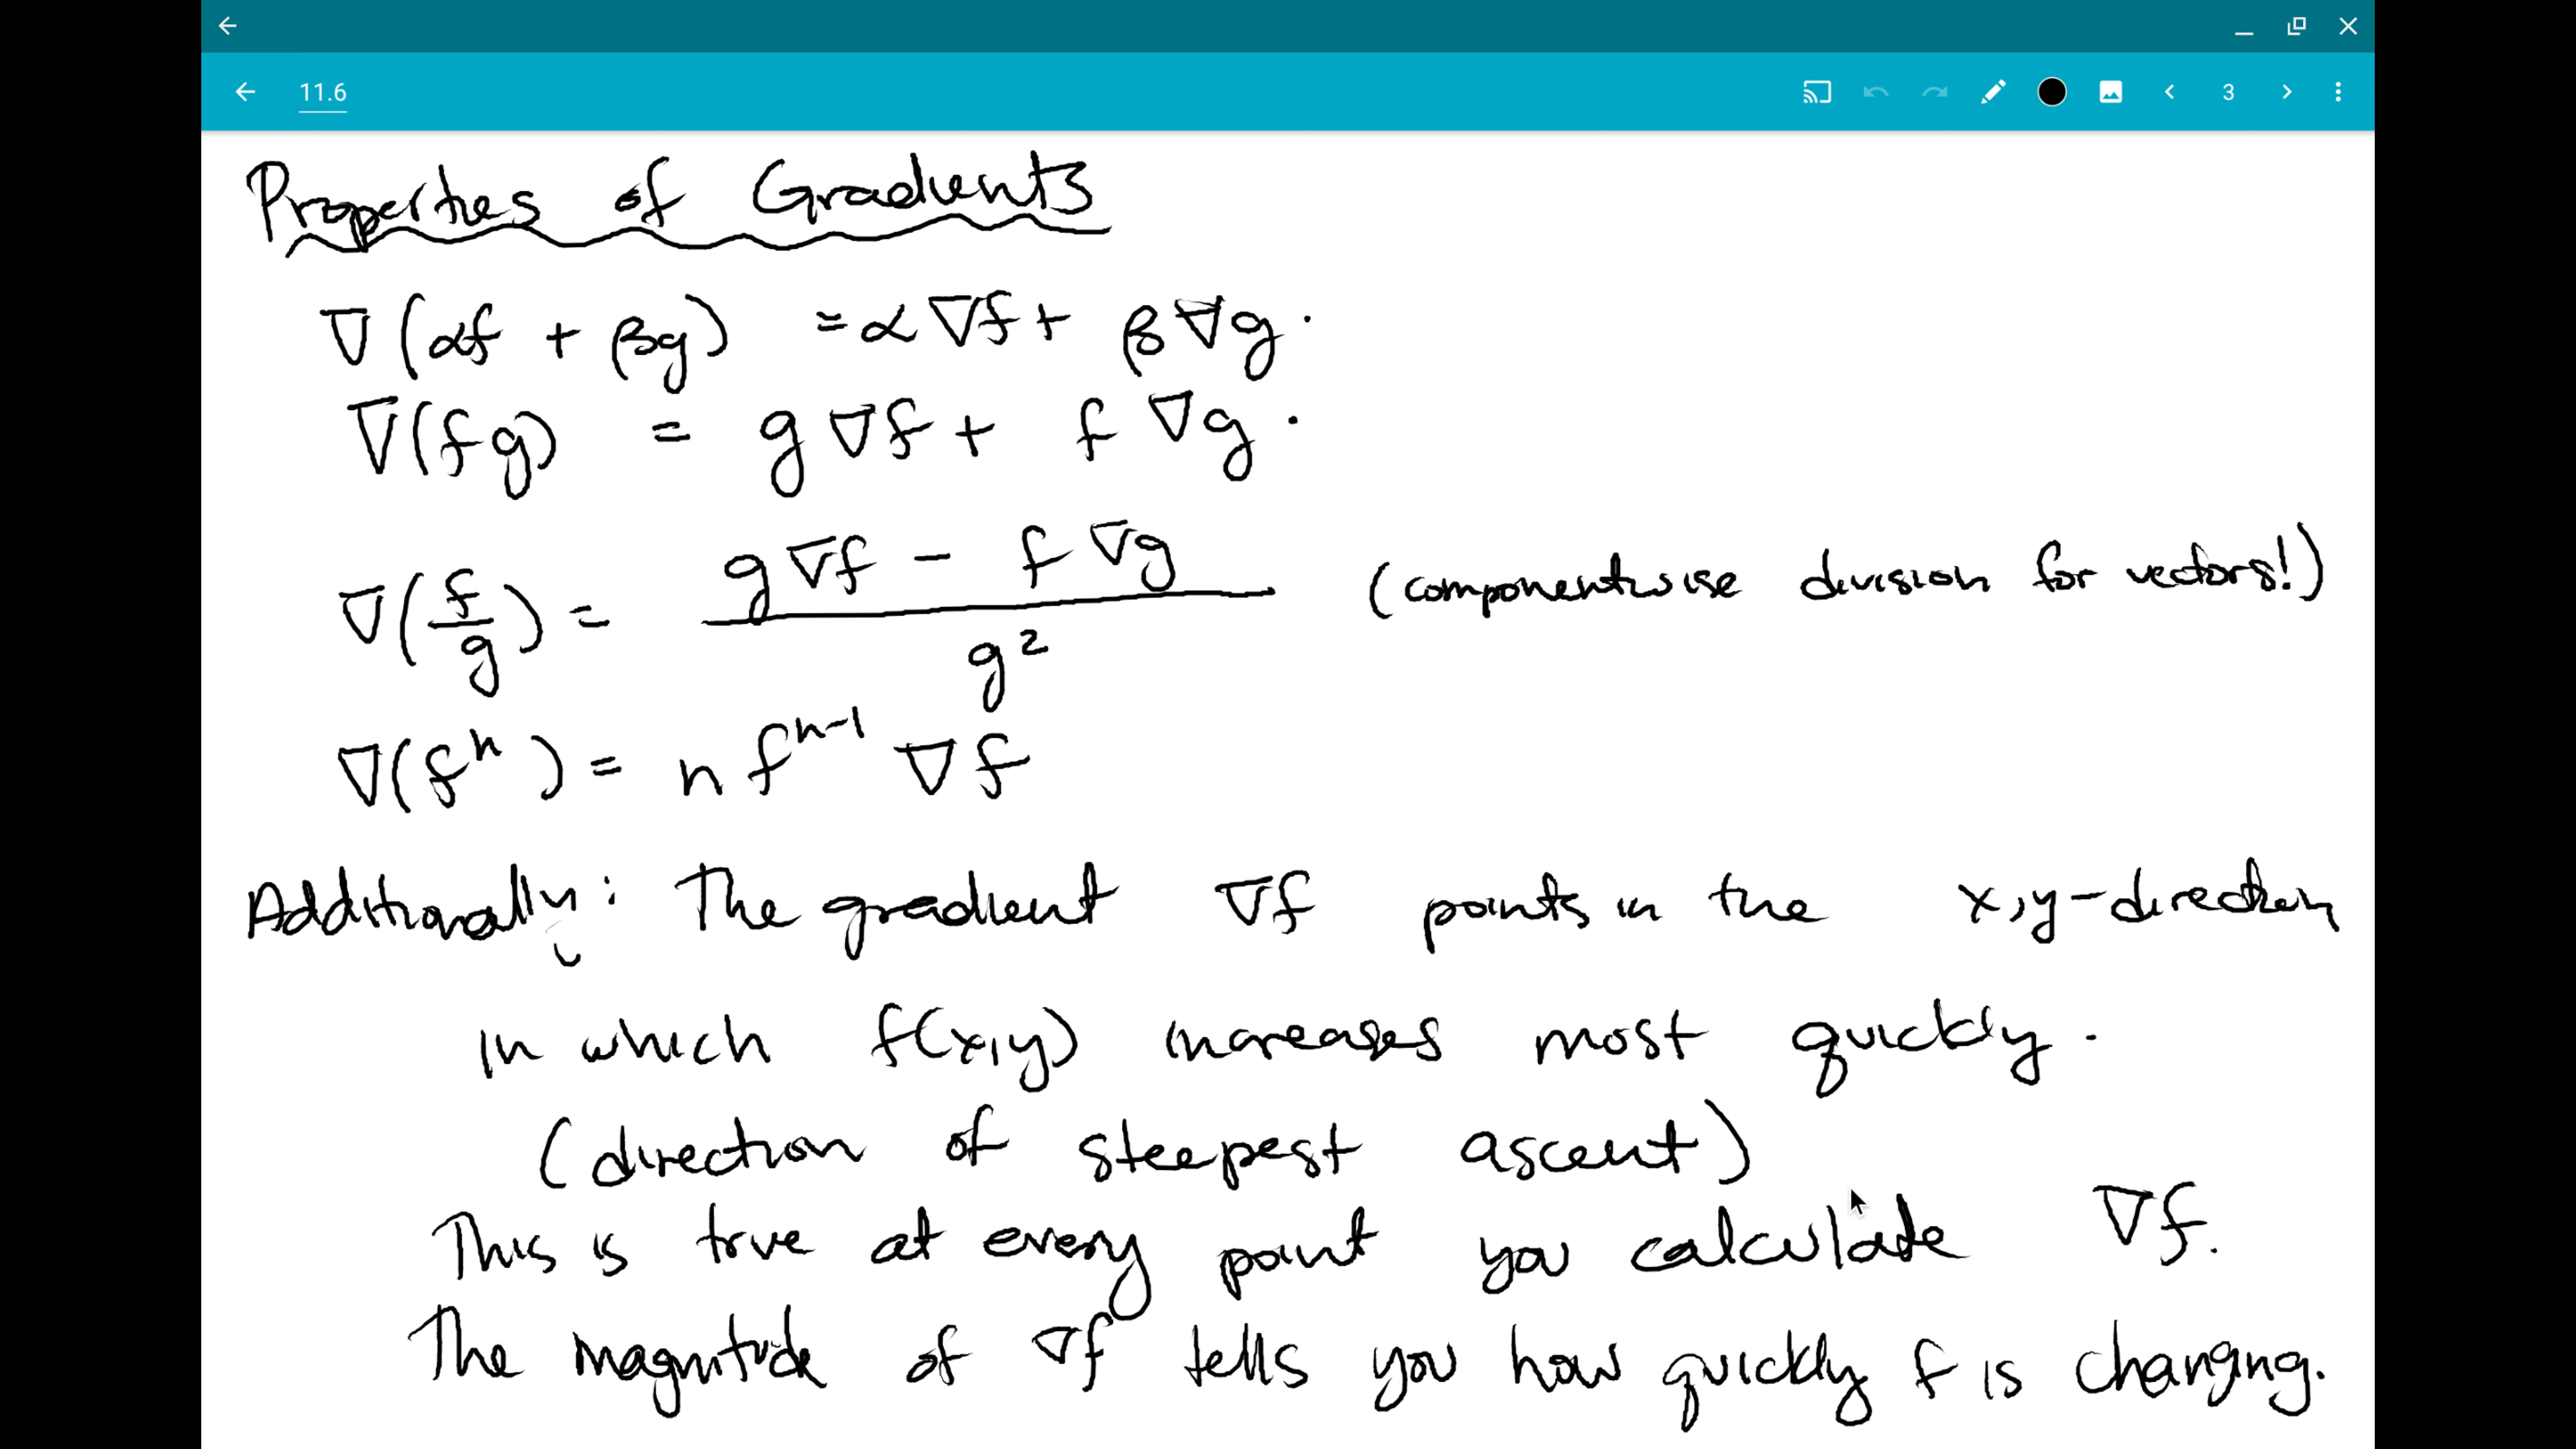 11.6
3
Properties of Gradients
∇(αf + βg) = α∇f + β∇g.
∇(fg) = g∇f + f∇g.
∇(f/g) = (g∇f - f∇g)/g² (componentwise division for vectors!)
∇(fⁿ) = n fⁿ⁻¹ ∇f
Additionally: The gradient ∇f points in the x,y-direction
in which f(x,y) increases most quickly.
(direction of steepest ascent)
This is true at every point you calculate ∇f.
The magnitude of ∇f tells you how quickly f is changing.